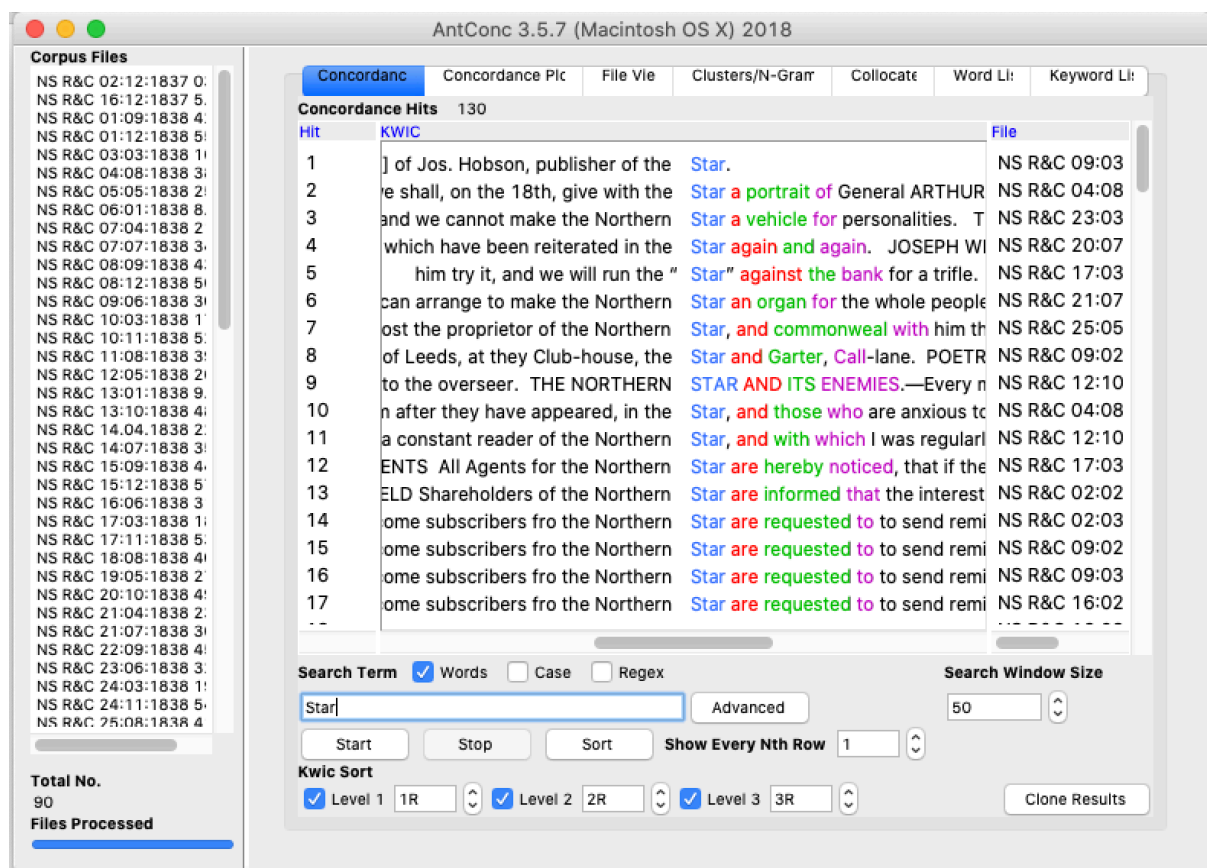 AntConc 3.5.7 (Macintosh OS X) 2018
Corpus Files
NS R&C 02:12:1837 0
NS R&C 16:12:1837 5
NS R&C 01:09:1838 4
NS R&C 01:12:1838 5
NS R&C 03:03:1838 1
NS R&C 04:08:1838 3
NS R&C 05:05:1838 2
NS R&C 06:01:1838 8.
NS R&C 07:04:1838 2
NS R&C 07:07:1838 3
NS R&C 08:09:1838 4
NS R&C 08:12:1838 5
NS R&C 09:06:1838 3
NS R&C 10:03:1838 1
NS R&C 10:11:1838 5
NS R&C 11:08:1838 3
NS R&C 12:05:1838 2
NS R&C 13:01:1838 9.
NS R&C 13:10:1838 4
NS R&C 14.04.1838 2
NS R&C 14:07:1838 3
NS R&C 15:09:1838 4
NS R&C 15:12:1838 5
NS R&C 16:06:1838 3
NS R&C 17:03:1838 1
NS R&C 17:11:1838 5
NS R&C 18:08:1838 4
NS R&C 19:05:1838 2
NS R&C 20:10:1838 4
NS R&C 21:04:1838 2
NS R&C 21:07:1838 3
NS R&C 22:09:1838 4
NS R&C 23:06:1838 3
NS R&C 24:03:1838 1
NS R&C 24:11:1838 5
NS R&C 25:08:1838 4
Total No.
90
Files Processed
Concordanc Concordance Plc File Vie Clusters/N-Gram Collocate Word Li Keyword Li
Concordance Hits 130
Hit KWIC File
1 ] of Jos. Hobson, publisher of the Star. NS R&C 09:03
2 e shall, on the 18th, give with the Star a portrait of General ARTHUR NS R&C 04:08
3 and we cannot make the Northern Star a vehicle for personalities. T NS R&C 23:03
4 which have been reiterated in the Star again and again. JOSEPH W NS R&C 20:07
5 him try it, and we will run the “ Star” against the bank for a trifle. NS R&C 17:03
6 can arrange to make the Northern Star an organ for the whole people NS R&C 21:07
7 ost the proprietor of the Northern Star, and commonweal with him th NS R&C 25:05
8 of Leeds, at they Club-house, the Star and Garter, Call-lane. POETR NS R&C 09:02
9 to the overseer. THE NORTHERN STAR AND ITS ENEMIES.—Every NS R&C 12:10
10 after they have appeared, in the Star, and those who are anxious to NS R&C 04:08
11 a constant reader of the Northern Star, and with which I was regularl NS R&C 12:10
12 ENTS All Agents for the Northern Star are hereby noticed, that if the NS R&C 17:03
13 ELD Shareholders of the Northern Star are informed that the interest NS R&C 02:02
14 ome subscribers fro the Northern Star are requested to to send remi NS R&C 02:03
15 ome subscribers fro the Northern Star are requested to to send remi NS R&C 09:02
16 ome subscribers fro the Northern Star are requested to to send remi NS R&C 09:03
17 ome subscribers fro the Northern Star are requested to to send remi NS R&C 16:02
Search Term Words Case Regex Search Window Size
Star Advanced 50
Start Stop Sort Show Every Nth Row 1
Kwic Sort
Level 1 1R Level 2 2R Level 3 3R Clone Results